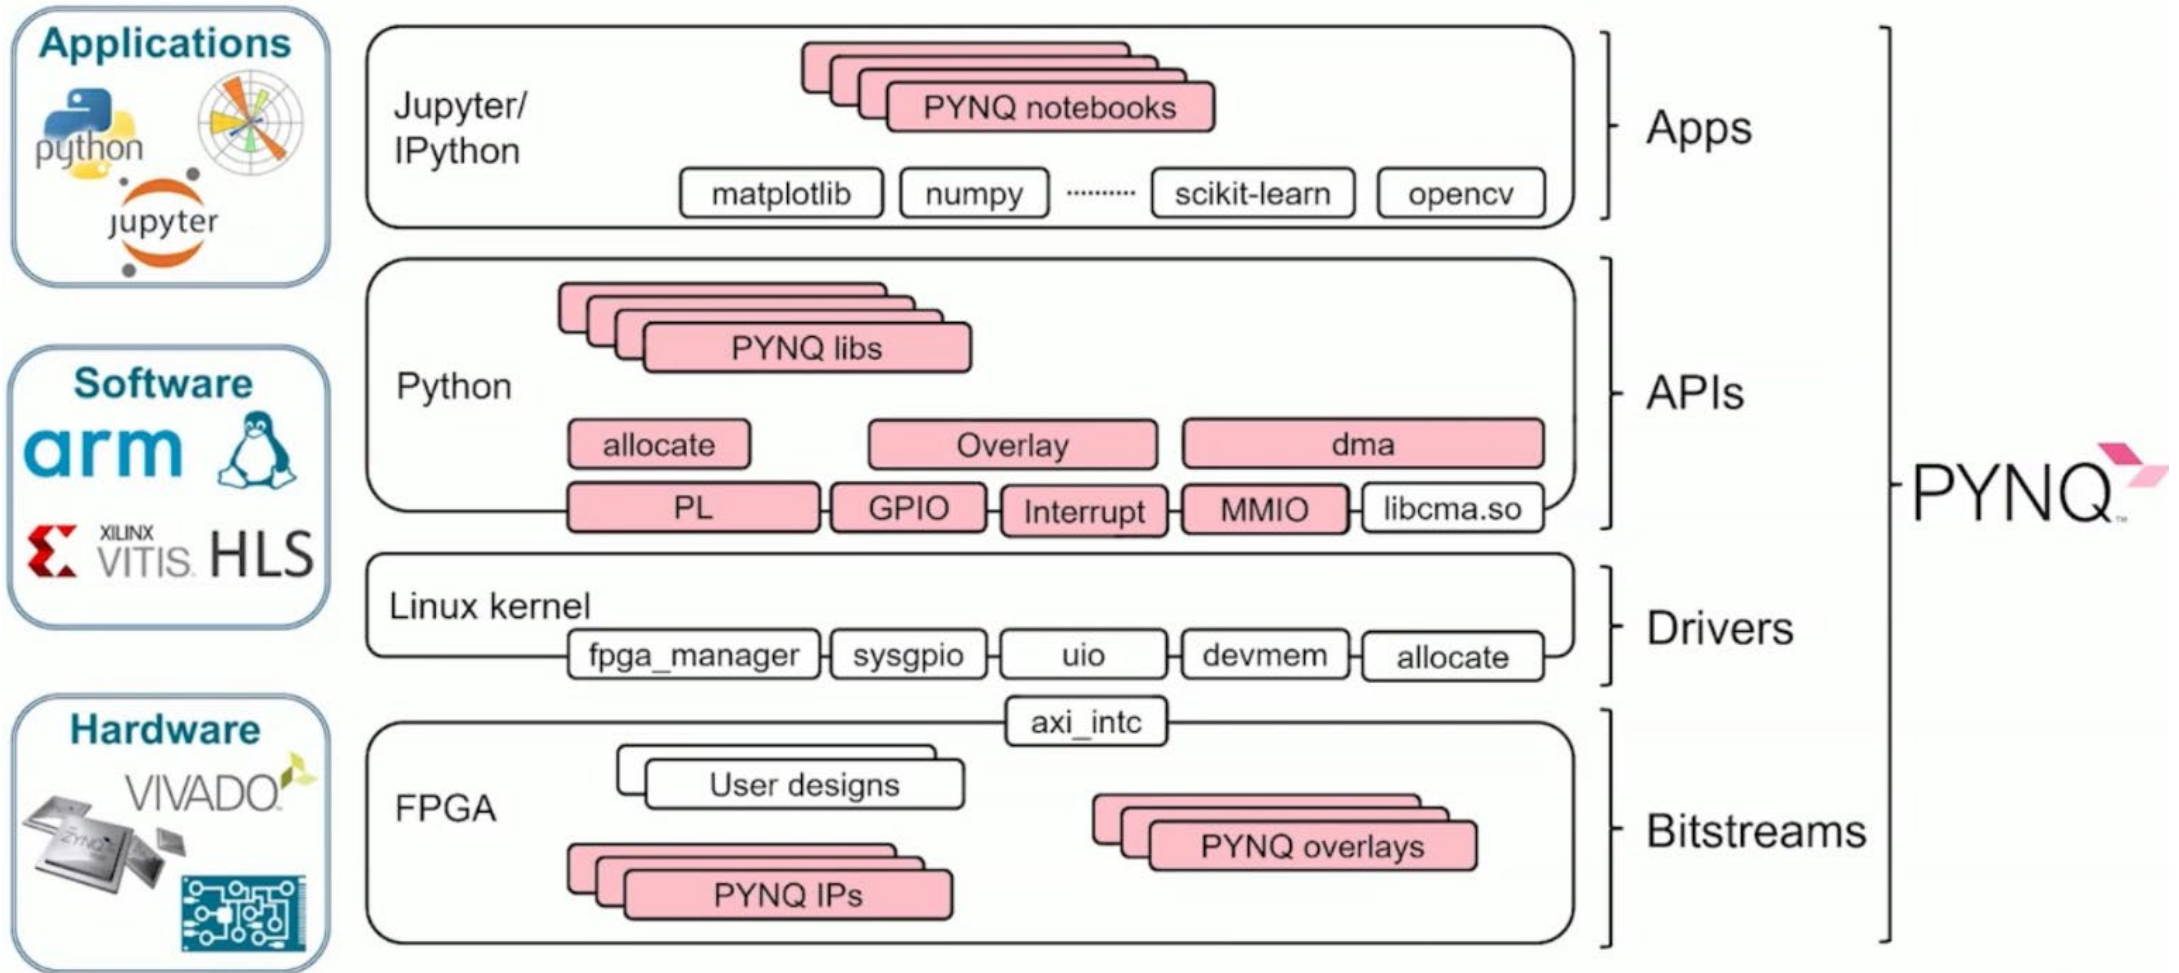 Applications
python
jupyter
Software
arm
XILINX
VITIS
HLS
Hardware
VIVADO
ZYNQ
Jupyter/
IPython
PYNQ notebooks
matplotlib
numpy
..........
scikit-learn
opencv
Apps
Python
PYNQ libs
allocate
Overlay
dma
PL
GPIO
Interrupt
MMIO
libcma.so
APIs
Linux kernel
fpga_manager
sysgpio
uio
devmem
allocate
Drivers
axi_intc
FPGA
User designs
PYNQ overlays
PYNQ IPs
Bitstreams
PYNQ™